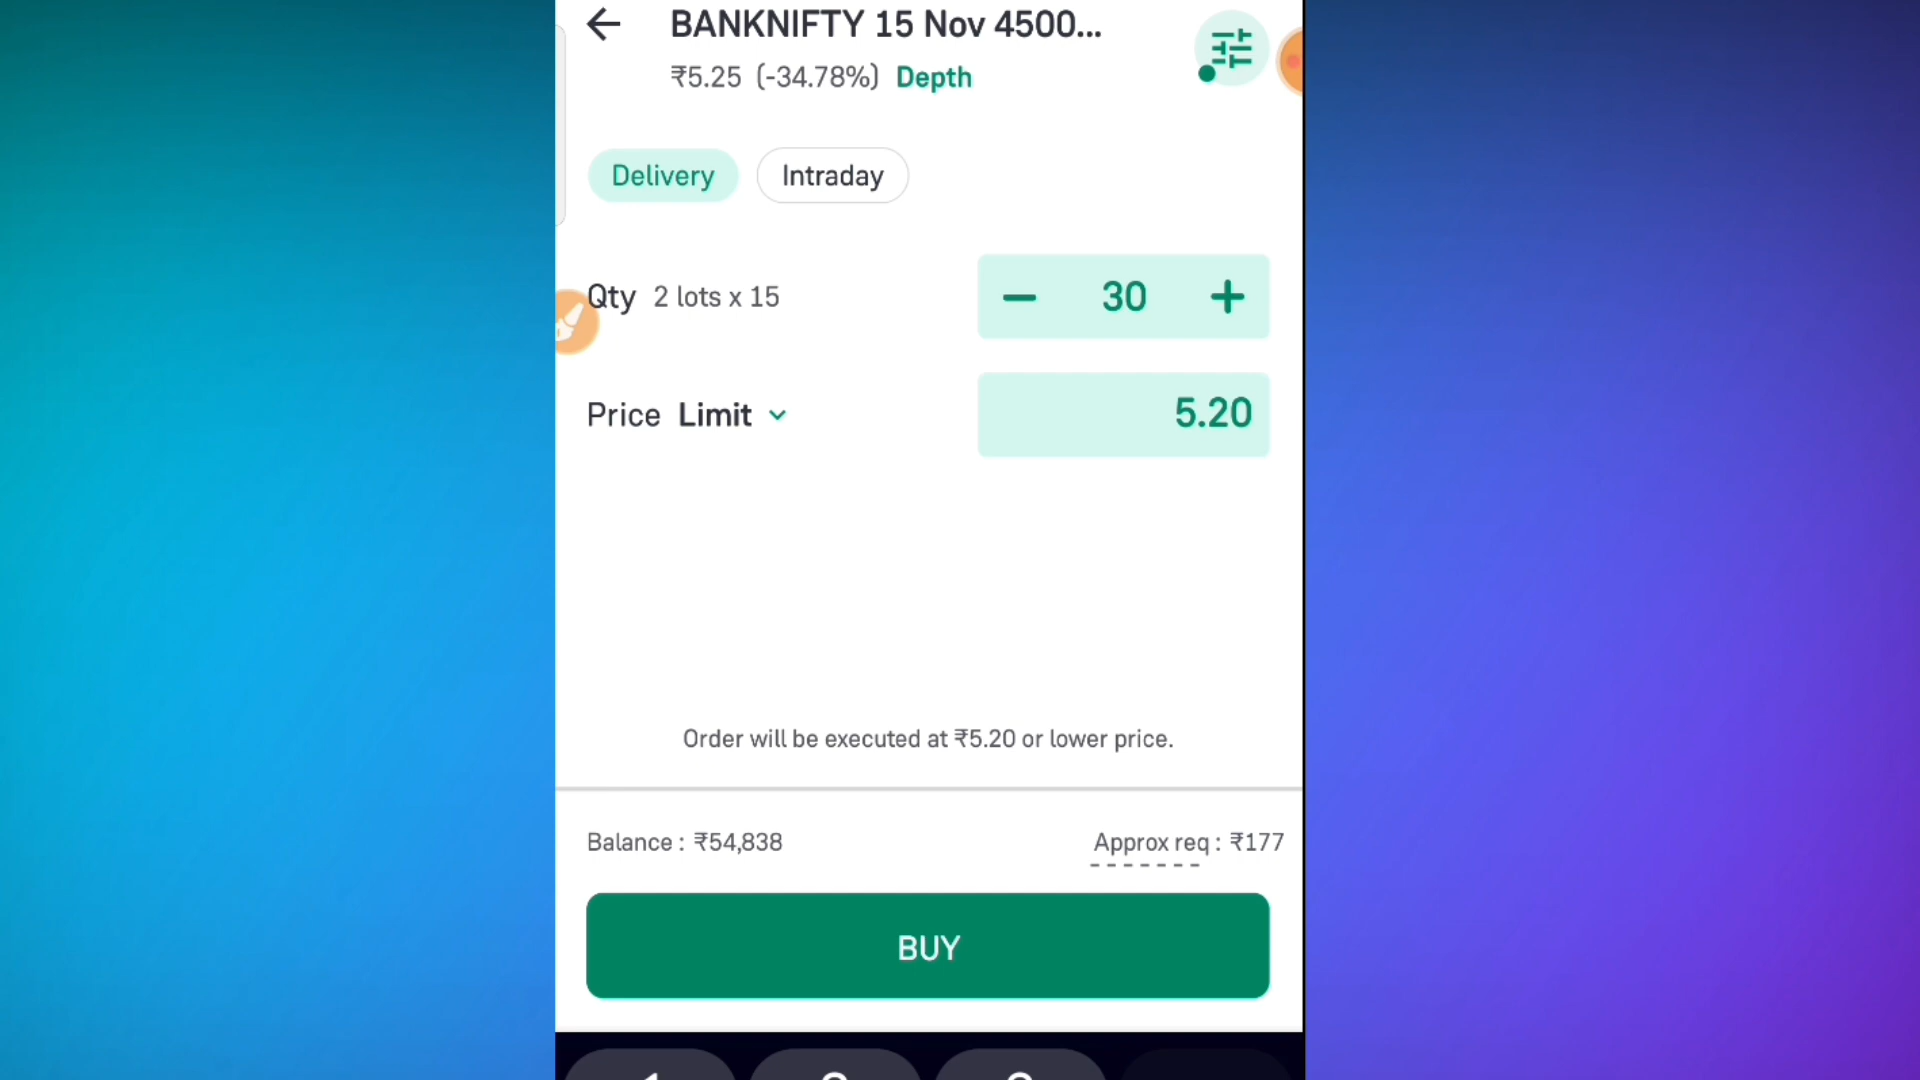 BANKNIFTY 15 Nov 4500...
₹5.25 (-34.78%) Depth
Delivery Intraday
Qty 2 lots x 15 30
Price Limit 5.20
Order will be executed at ₹5.20 or lower price.
Balance : ₹54,838 Approx req : ₹177
BUY